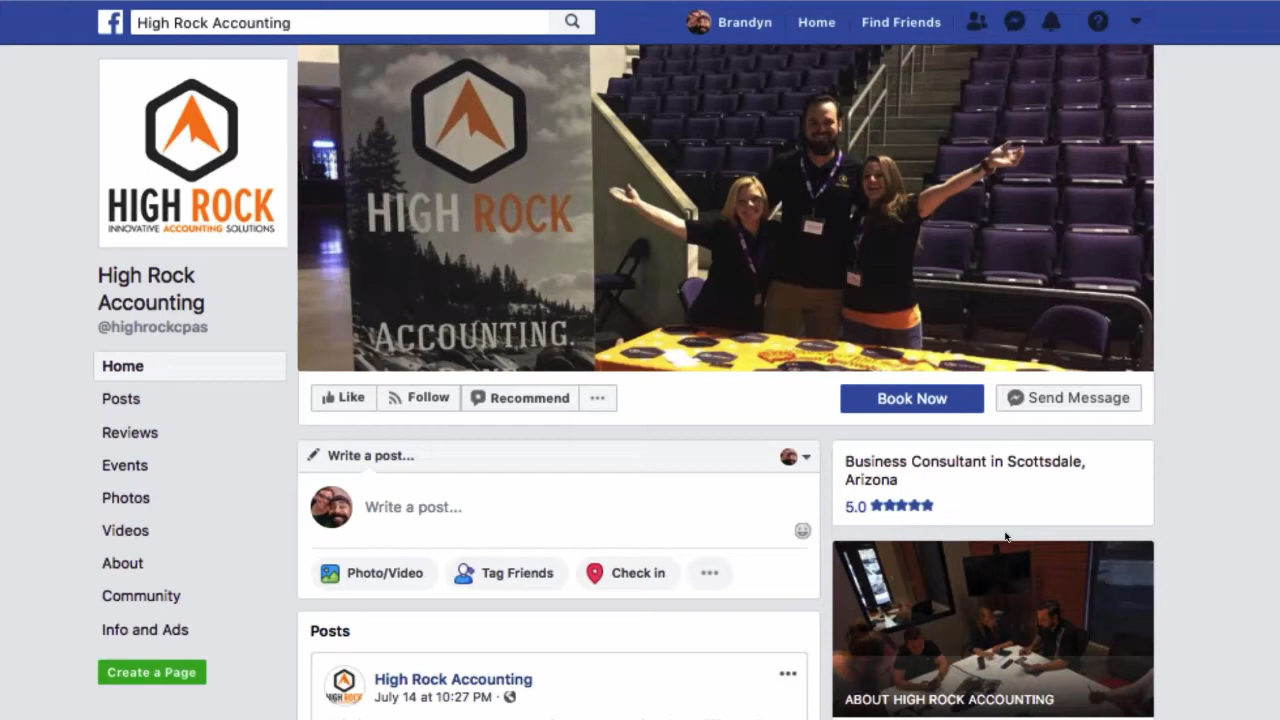 High Rock Accounting
Brandyn
Home
Find Friends
HIGH ROCK
INNOVATIVE ACCOUNTING SOLUTIONS
High Rock
Accounting
@highrockcpas
Home
Posts
Reviews
Events
Photos
Videos
About
Community
Info and Ads
Create a Page
HIGH ROCK
ACCOUNTING.
Like
Follow
Recommend
Book Now
Send Message
Write a post...
Write a post...
Photo/Video
Tag Friends
Check in
Posts
HIGH ROCK
High Rock Accounting
July 14 at 10:27 PM ·
Business Consultant in Scottsdale,
Arizona
5.0
ABOUT HIGH ROCK ACCOUNTING